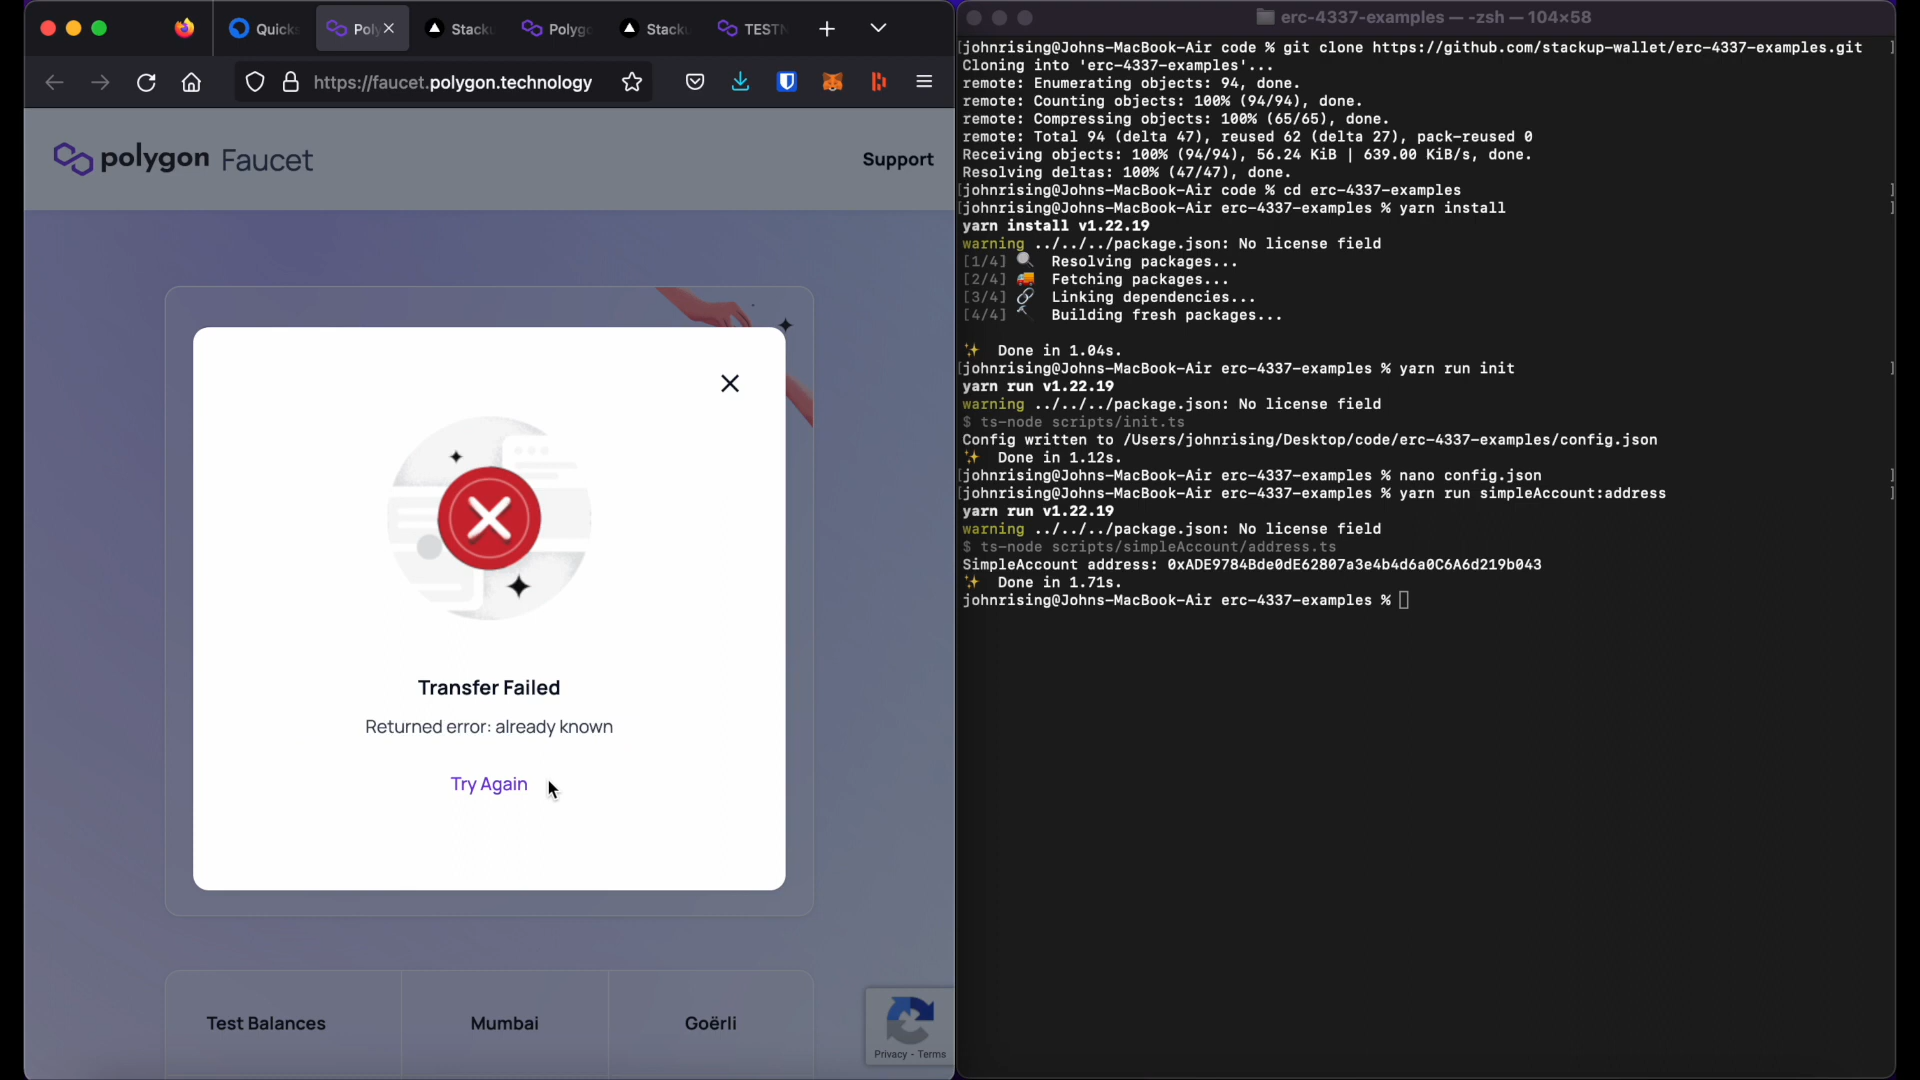 Quicks
Poly
Stacku
Polygo
Stacku
TESTN
https://faucet.polygon.technology
polygon Faucet
Support
Transfer Failed
Returned error: already known
Try Again
Test Balances
Mumbai
Goërli
Privacy - Terms
erc-4337-examples — -zsh — 104×58
[johnrising@Johns-MacBook-Air code % git clone https://github.com/stackup-wallet/erc-4337-examples.git ]
Cloning into 'erc-4337-examples'...
remote: Enumerating objects: 94, done.
remote: Counting objects: 100% (94/94), done.
remote: Compressing objects: 100% (65/65), done.
remote: Total 94 (delta 47), reused 62 (delta 27), pack-reused 0
Receiving objects: 100% (94/94), 56.24 KiB | 639.00 KiB/s, done.
Resolving deltas: 100% (47/47), done.
[johnrising@Johns-MacBook-Air code % cd erc-4337-examples ]
[johnrising@Johns-MacBook-Air erc-4337-examples % yarn install ]
yarn install v1.22.19
warning ../../../package.json: No license field
[1/4] 🔍 Resolving packages...
[2/4] 🚚 Fetching packages...
[3/4] 🔗 Linking dependencies...
[4/4] 🔨 Building fresh packages...
✨ Done in 1.04s.
[johnrising@Johns-MacBook-Air erc-4337-examples % yarn run init ]
yarn run v1.22.19
warning ../../../package.json: No license field
$ ts-node scripts/init.ts
Config written to /Users/johnrising/Desktop/code/erc-4337-examples/config.json
✨ Done in 1.12s.
[johnrising@Johns-MacBook-Air erc-4337-examples % nano config.json ]
[johnrising@Johns-MacBook-Air erc-4337-examples % yarn run simpleAccount:address ]
yarn run v1.22.19
warning ../../../package.json: No license field
$ ts-node scripts/simpleAccount/address.ts
SimpleAccount address: 0xADE9784Bde0dE62807a3e4b4d6a0C6A6d219b043
✨ Done in 1.71s.
johnrising@Johns-MacBook-Air erc-4337-examples %